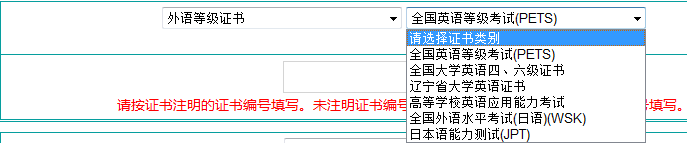 外语等级证书 全国英语等级考试(PETS)
请选择证书类别
全国英语等级考试(PETS)
全国大学英语四、六级证书
辽宁省大学英语证书
高等学校英语应用能力考试
全国外语水平考试(日语)(WSK)
日本语能力测试(JPT)
请按证书注明的证书编号填写。未注明证书编 填写。